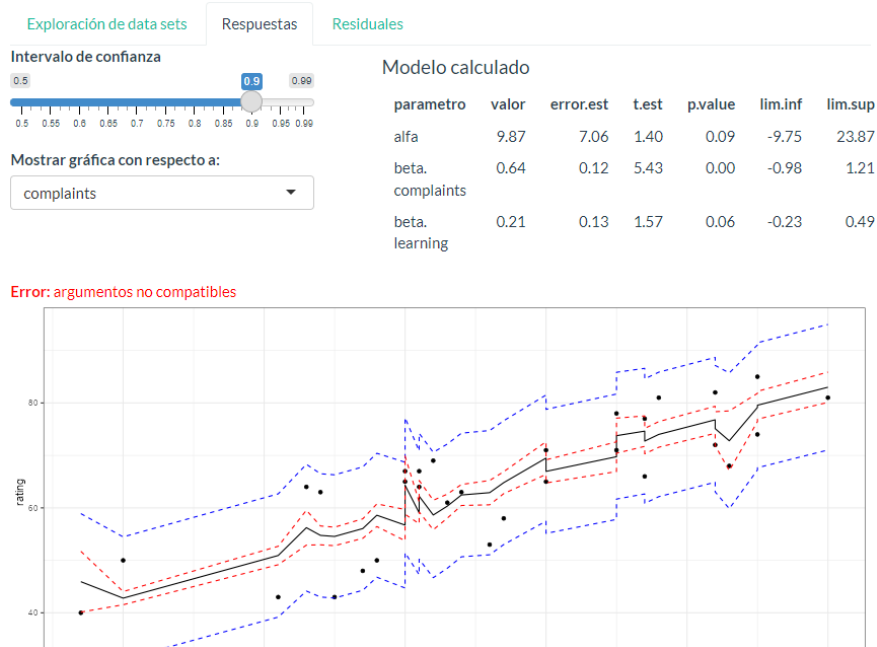 Exploración de data sets Respuestas Residuales
Intervalo de confianza
0.5 0.9 0.99
0.5 0.55 0.6 0.65 0.7 0.75 0.8 0.85 0.9 0.95 0.99
Mostrar gráfica con respecto a:
complaints
Modelo calculado
parametro valor error.est t.est p.value lim.inf lim.sup
alfa 9.87 7.06 1.40 0.09 -9.75 23.87
beta. 0.64 0.12 5.43 0.00 -0.98 1.21
complaints
beta. 0.21 0.13 1.57 0.06 -0.23 0.49
learning
Error: argumentos no compatibles
80
rating
60
40